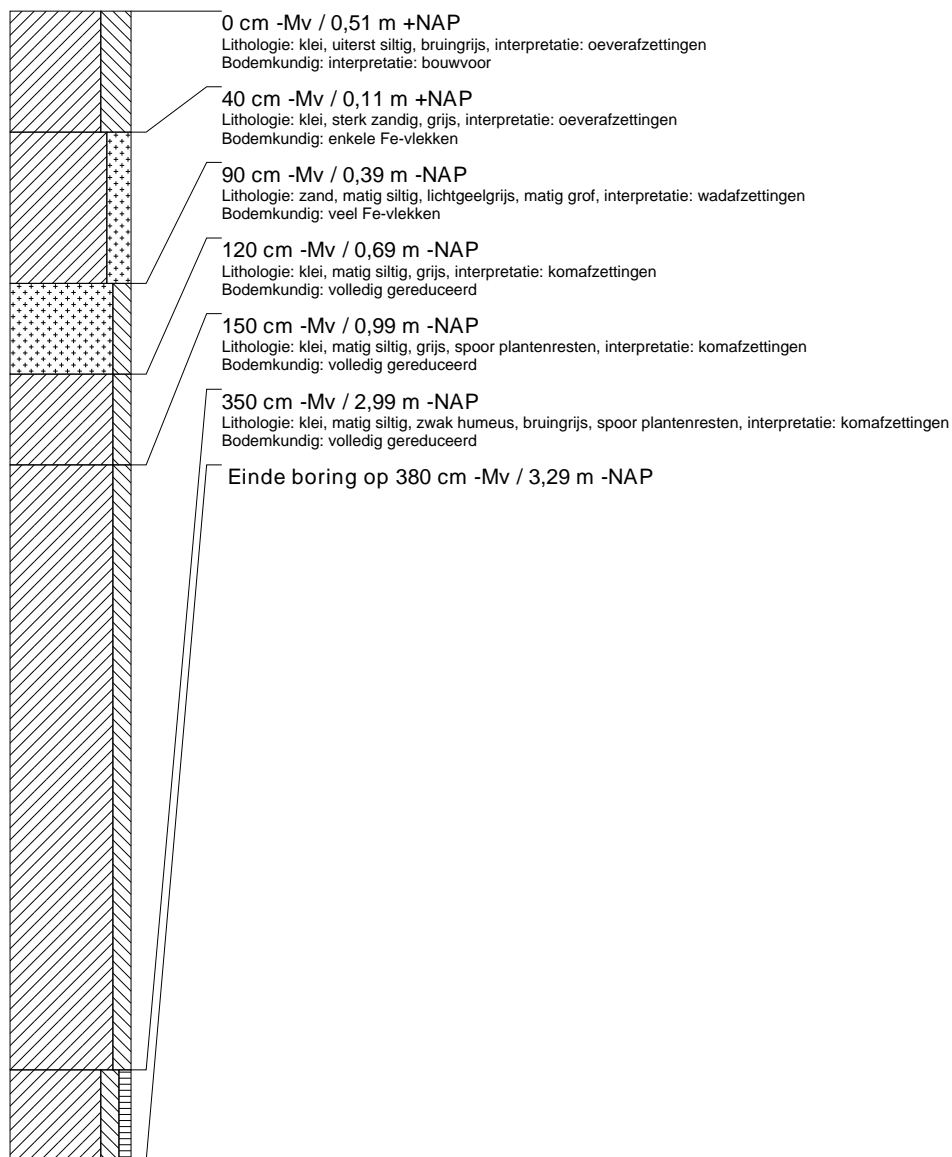 0 cm -Mv / 0,51 m +NAP
Lithologie: klei, uiterst siltig, bruingrijs, interpretatie: oeverafzettingen
Bodemkundig: interpretatie: bouwvoor
40 cm -Mv / 0,11 m +NAP
Lithologie: klei, sterk zandig, grijs, interpretatie: oeverafzettingen
Bodemkundig: enkele Fe-vlekken
90 cm -Mv / 0,39 m -NAP
Lithologie: zand, matig siltig, lichtgeelgrijs, matig grof, interpretatie: wadafzettingen
Bodemkundig: veel Fe-vlekken
120 cm -Mv / 0,69 m -NAP
Lithologie: klei, matig siltig, grijs, interpretatie: komafzettingen
Bodemkundig: volledig gereduceerd
150 cm -Mv / 0,99 m -NAP
Lithologie: klei, matig siltig, grijs, spoor plantenresten, interpretatie: komafzettingen
Bodemkundig: volledig gereduceerd
350 cm -Mv / 2,99 m -NAP
Lithologie: klei, matig siltig, zwak humeus, bruingrijs, spoor plantenresten, interpretatie: komafzettingen
Bodemkundig: volledig gereduceerd
Einde boring op 380 cm -Mv / 3,29 m -NAP